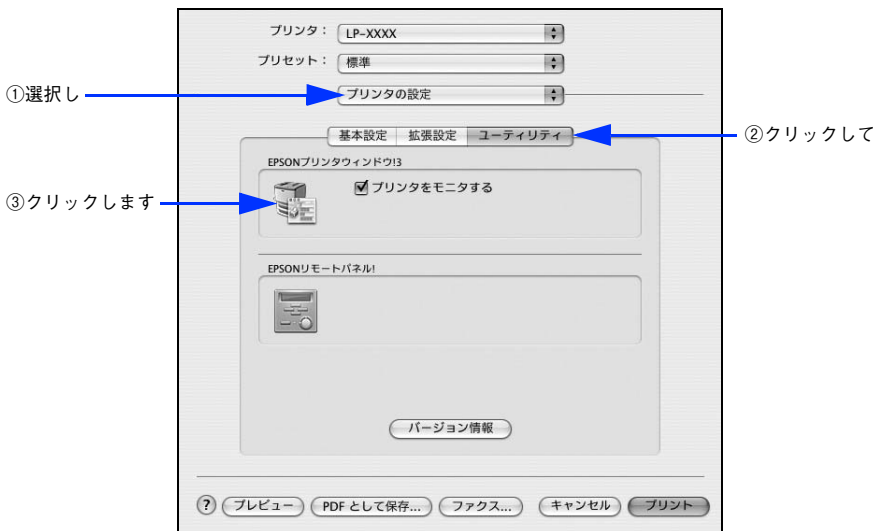 プリンタ： LP-XXXX
プリセット： 標準
①選択し
プリンタの設定
基本設定 拡張設定 ユーティリティ
②クリックして
EPSONプリンタウィンドウ!3
プリンタをモニタする
③クリックします
EPSONリモートパネル!
バージョン情報
? プレビュー PDF として保存... ファクス... キャンセル プリント